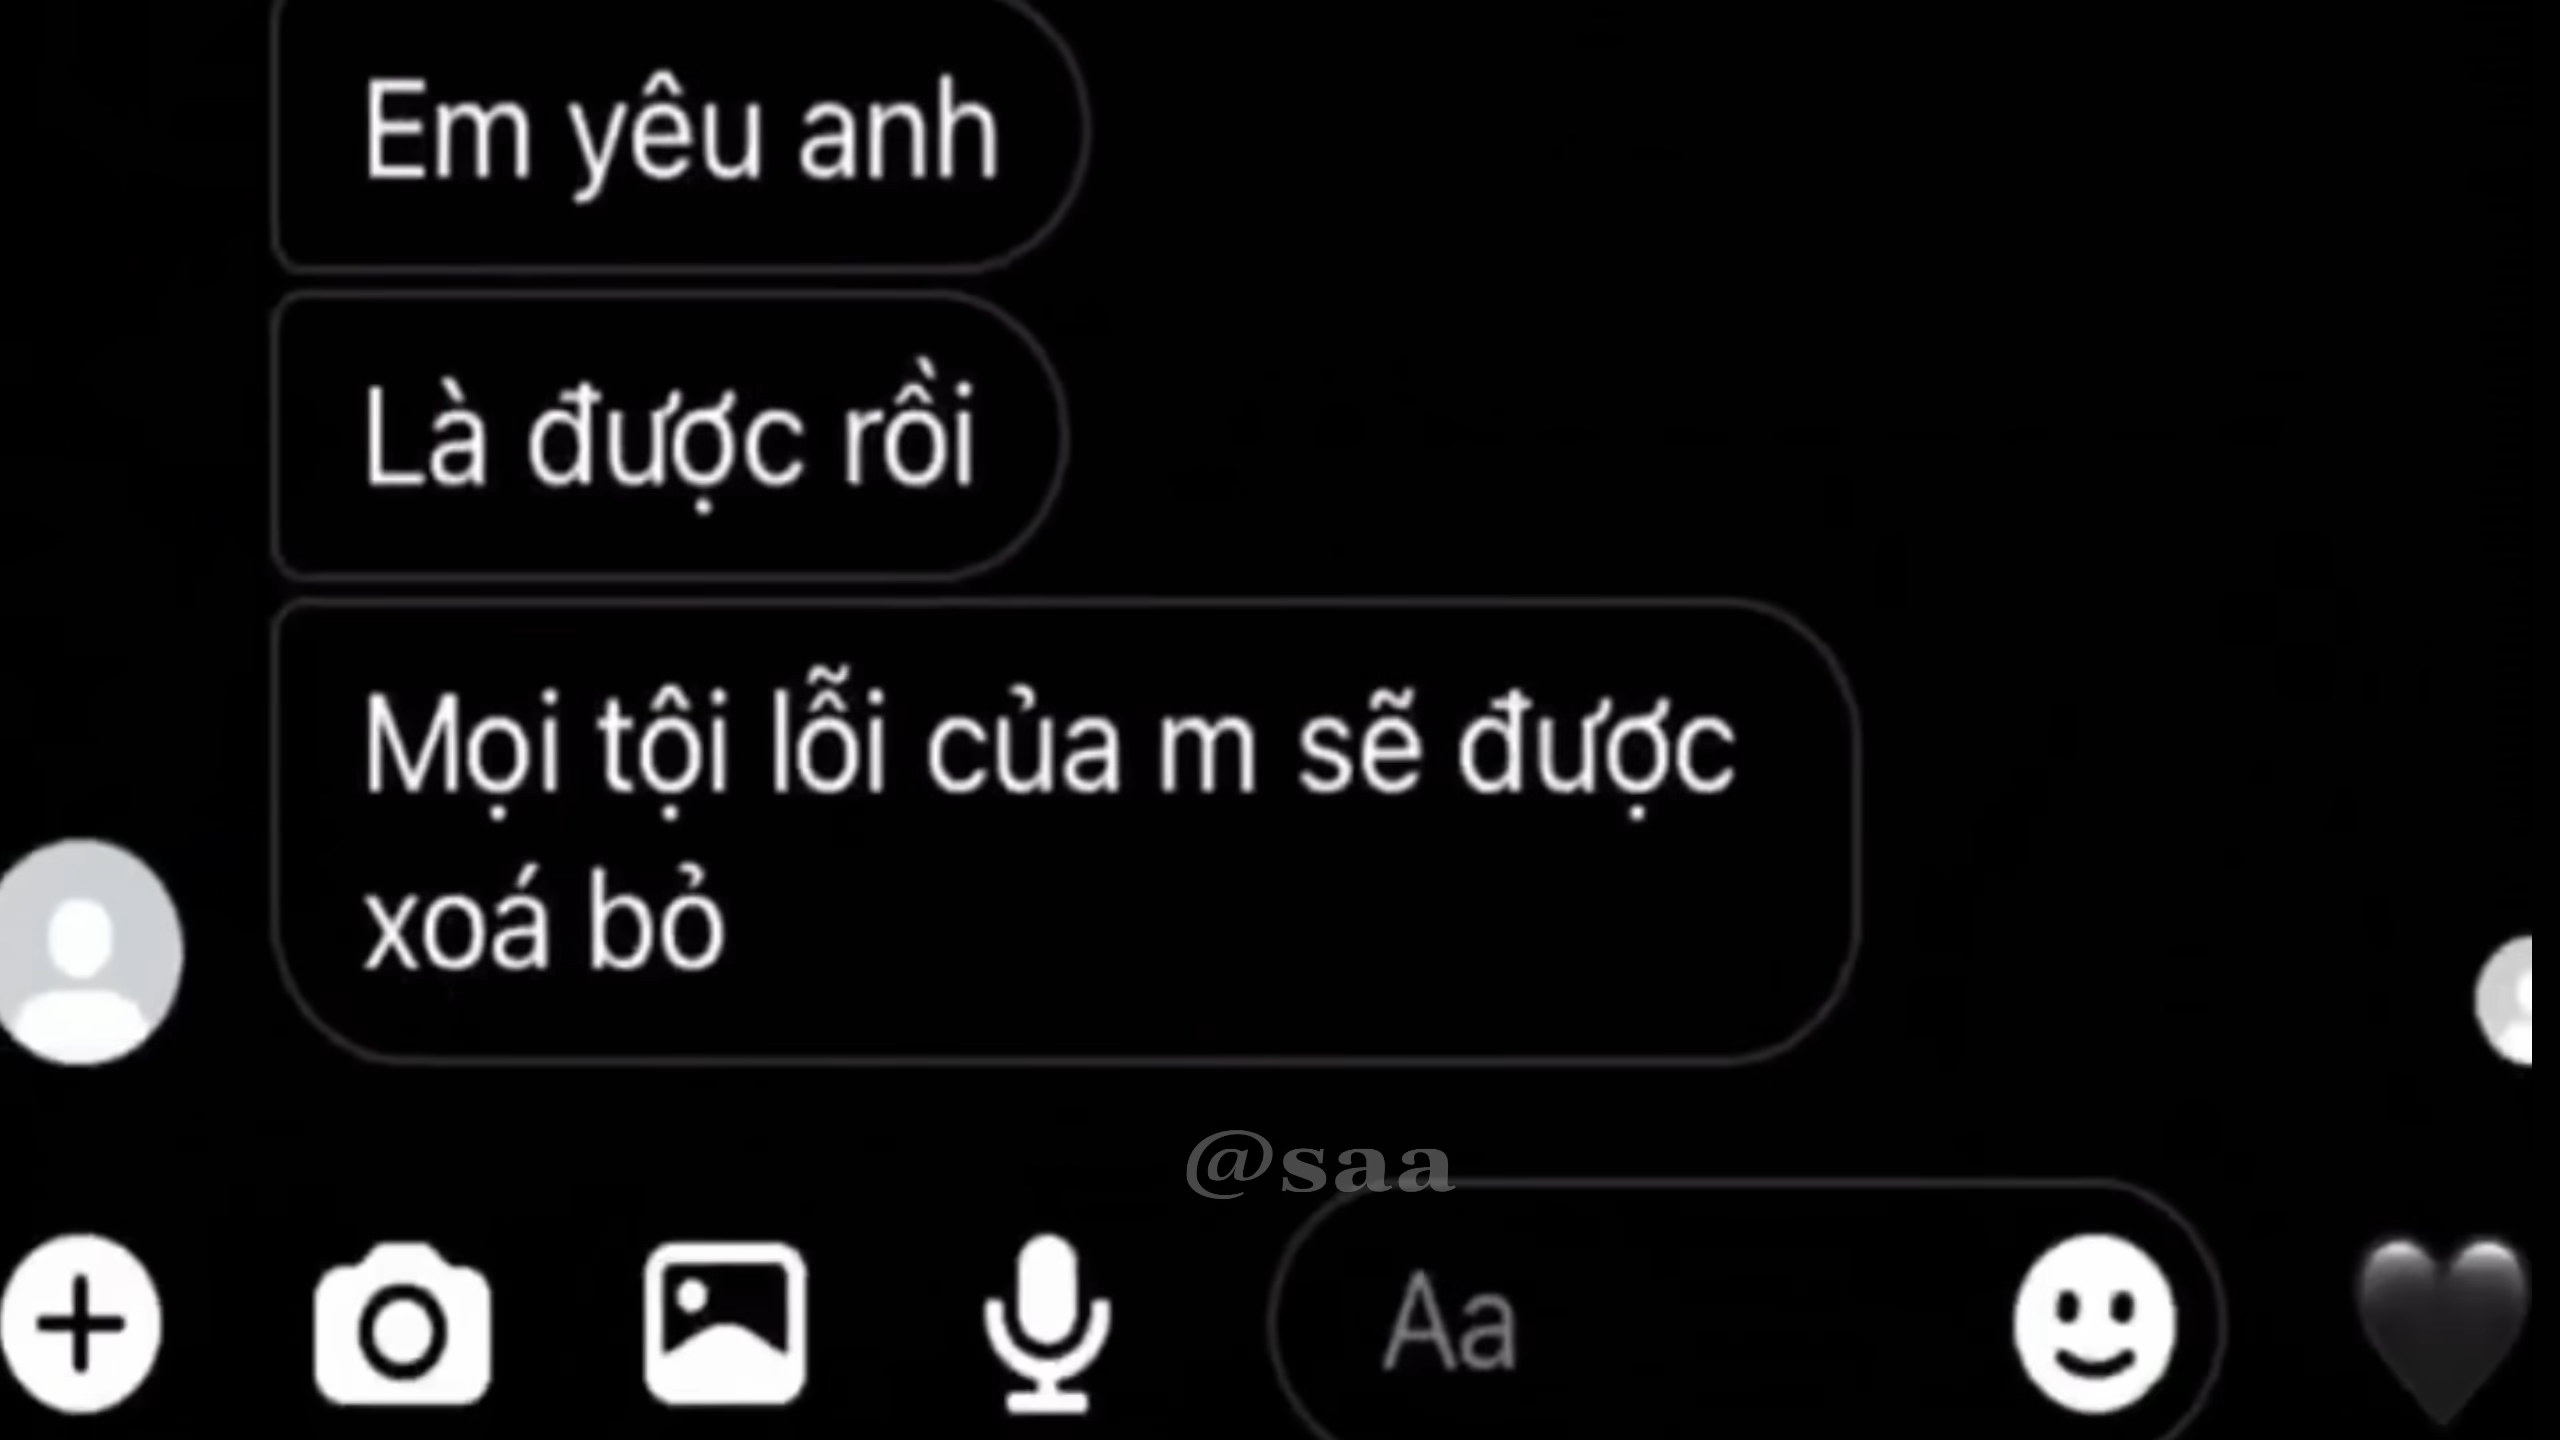 Em yêu anh
Là được rồi
Mọi tội lỗi của m sẽ được
xoá bỏ
@saa
Aa